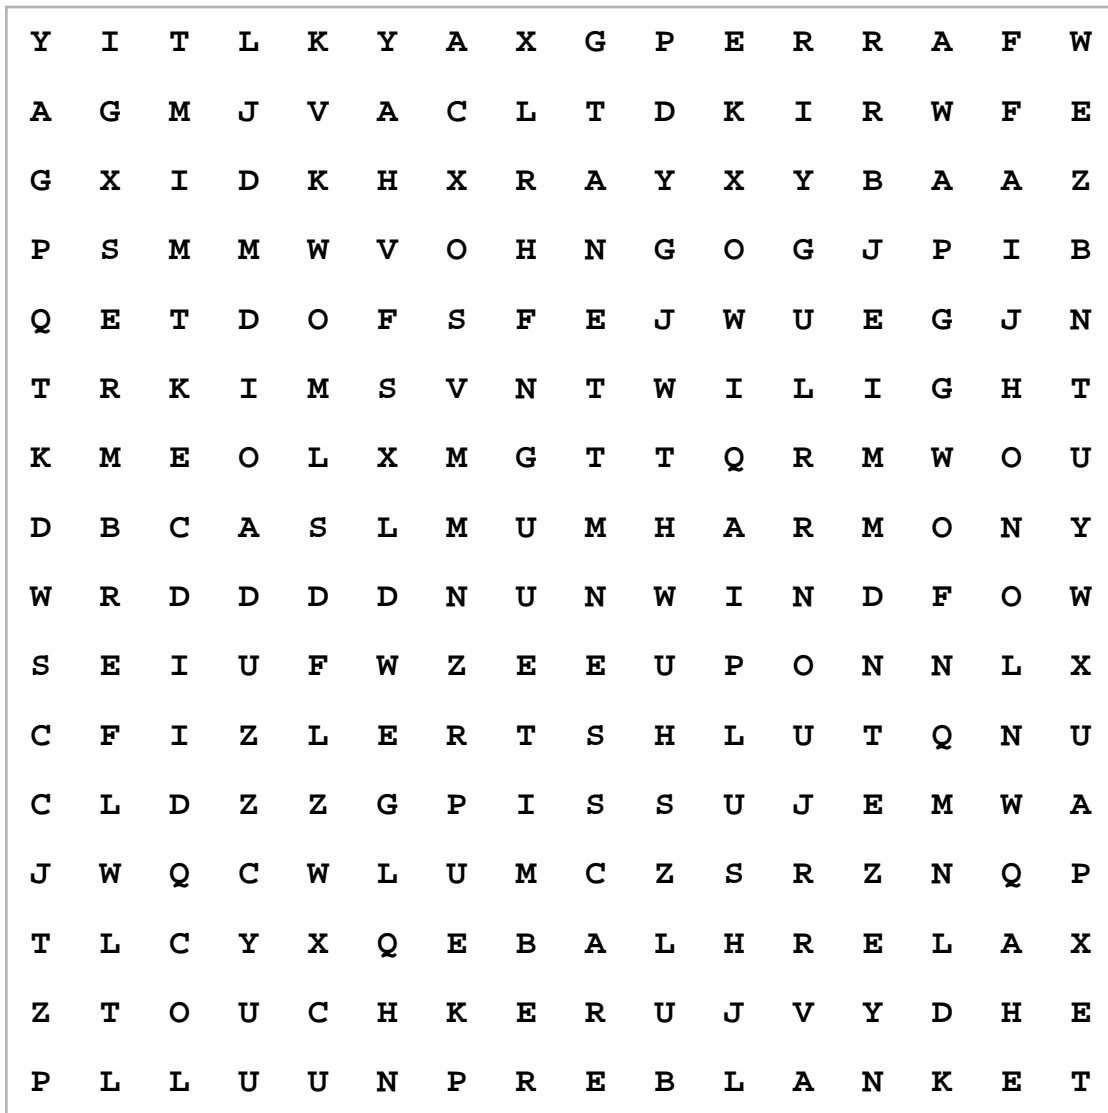 Y I T L K Y A X G P E R R A F W
A G M J V A C L T D K I R W F E
G X I D K H X R A Y X Y B A A Z
P S M M W V O H N G O G J P I B
Q E T D O F S F E J W U E G J N
T R K I M S V N T W I L I G H T
K M E O L X M G T T Q R M W O U
D B C A S L M U M H A R M O N Y
W R D D D D N U N W I N D F O W
S E I U F W Z E E U P O N N L X
C F I Z L E R T S H L U T Q N U
C L D Z Z G P I S S U J E M W A
J W Q C W L U M C Z S R Z N Q P
T L C Y X Q E B A L H R E L A X
Z T O U C H K E R U J V Y D H E
P L L U U N P R E B L A N K E T